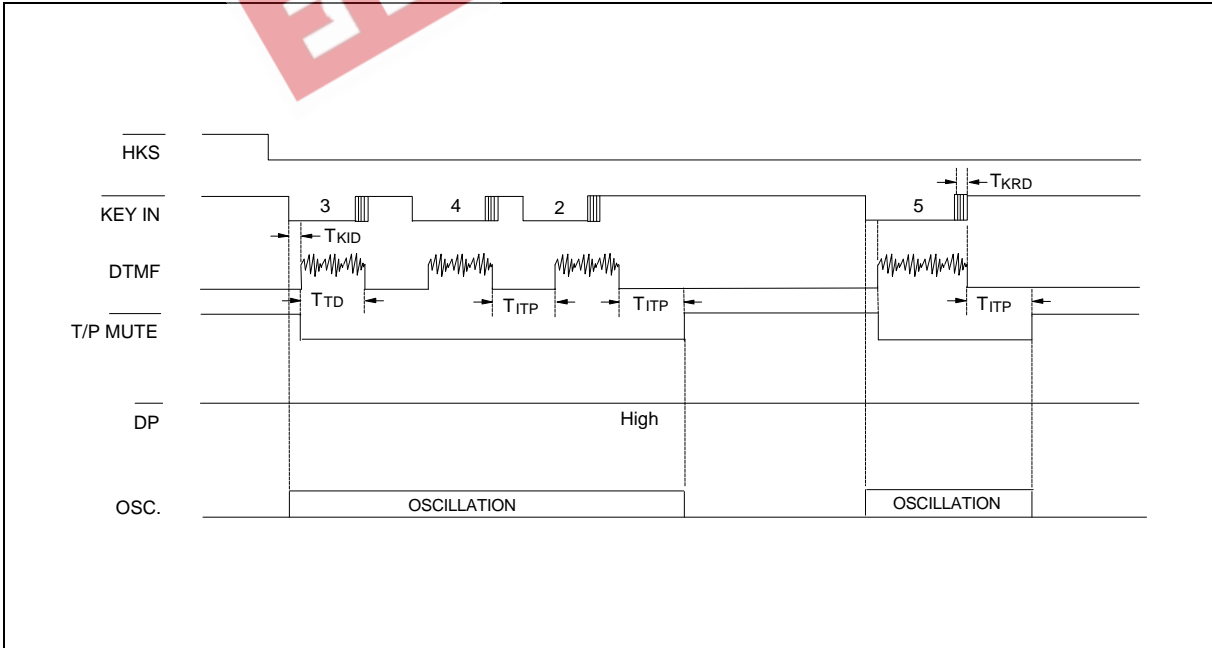 HKS
TKRD
KEY IN
3
4
2
5
TKID
DTMF
TTD
TITP
TITP
TITP
T/P MUTE
DP
High
OSC.
OSCILLATION
OSCILLATION